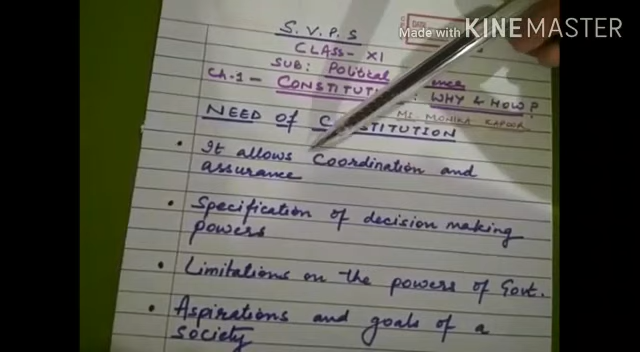 Made with KINEMASTER
DATE
S. V. P. S
CLASS- XI
SUB: Political
Ch.1- CONSTITUT : WHY & HOW?
MS MONIKA KAPOOR
NEED OF C STITUTION
• It allows Coordination and
assurance
• Specification of decision making
powers
• Limitations on the powers of Govt.
• Aspirations and goals of a
society